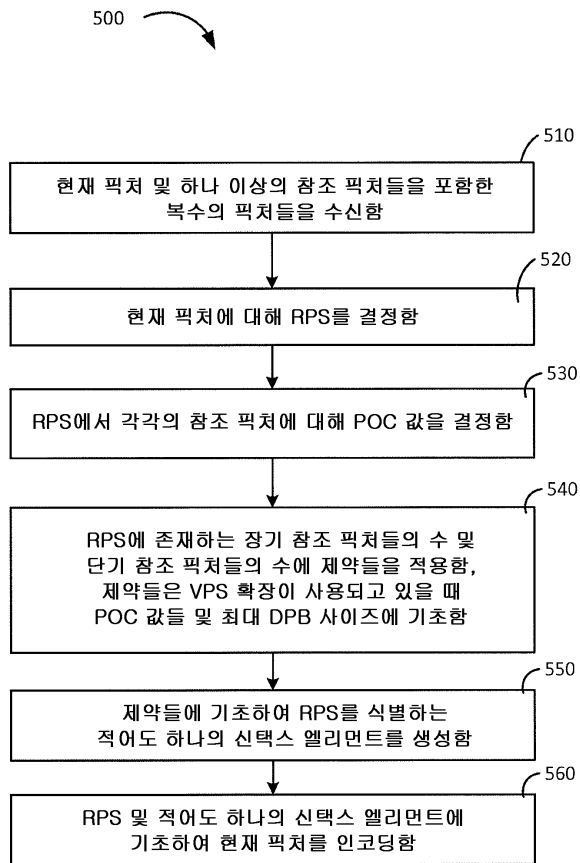 500
510
현재 픽처 및 하나 이상의 참조 픽처들을 포함한
복수의 픽처들을 수신함
520
현재 픽처에 대해 RPS를 결정함
530
RPS에서 각각의 참조 픽처에 대해 POC 값을 결정함
540
RPS에 존재하는 장기 참조 픽처들의 수 및
단기 참조 픽처들의 수에 제약들을 적용함,
제약들은 VPS 확장이 사용되고 있을 때
POC 값들 및 최대 DPB 사이즈에 기초함
550
제약들에 기초하여 RPS를 식별하는
적어도 하나의 신택스 엘리먼트를 생성함
560
RPS 및 적어도 하나의 신택스 엘리먼트에
기초하여 현재 픽처를 인코딩함